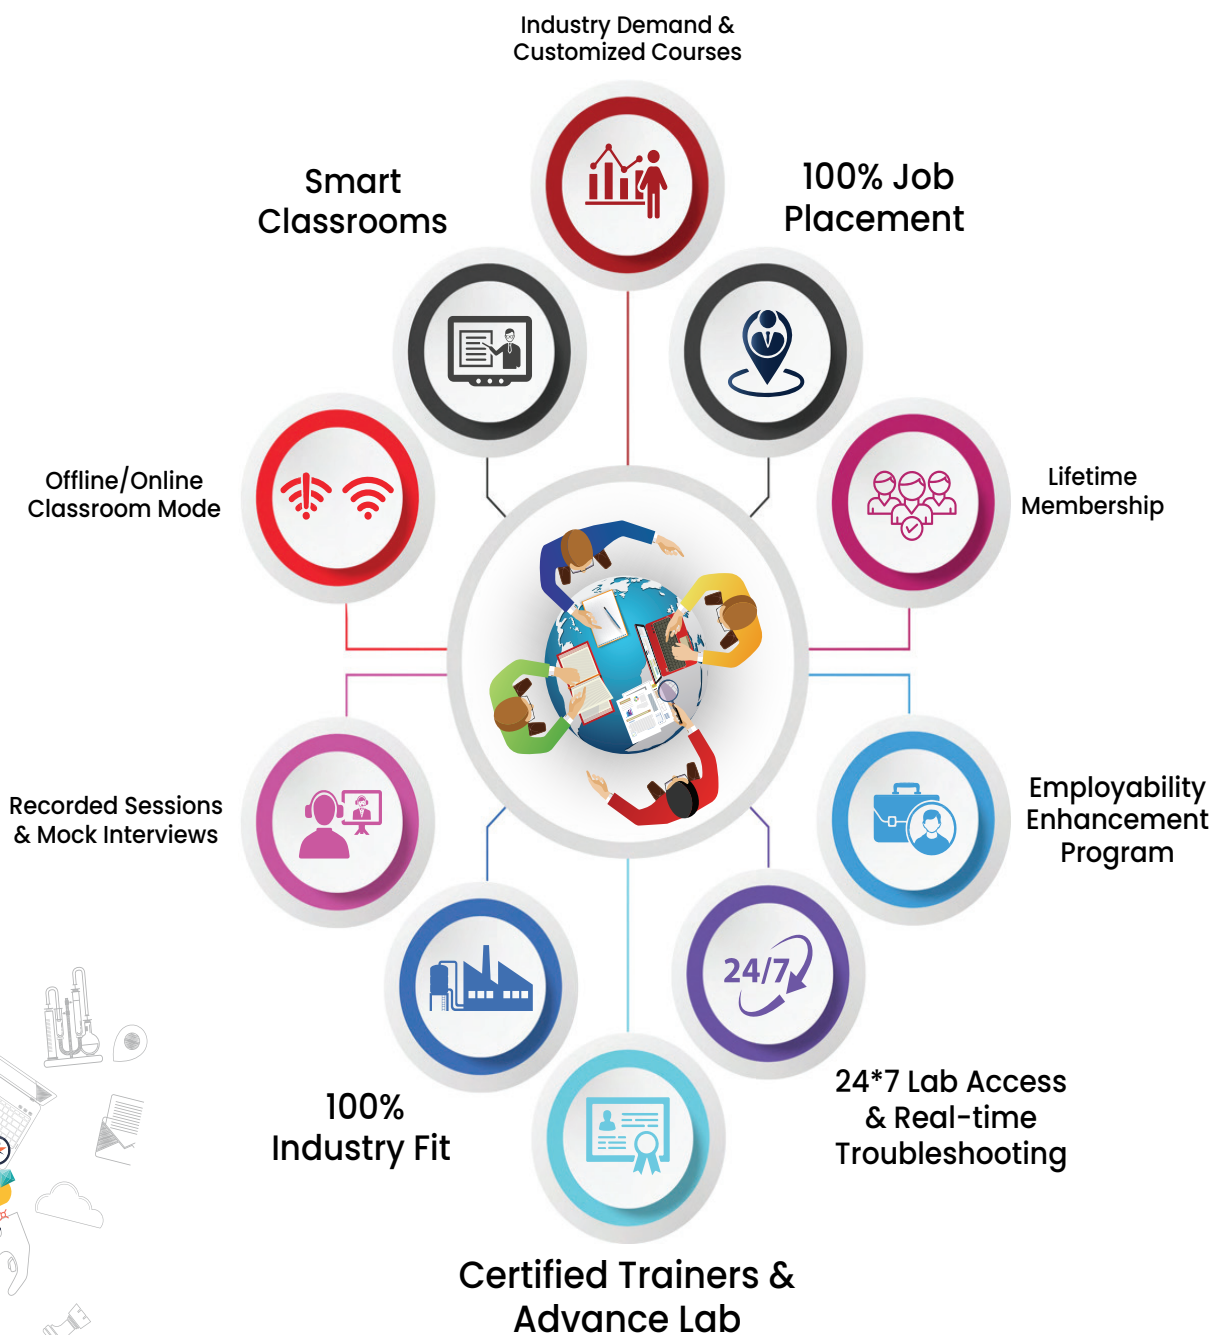 Industry Demand &
Customized Courses
Smart
Classrooms
100% Job
Placement
Offline/Online
Classroom Mode
Lifetime
Membership
Recorded Sessions
& Mock Interviews
Employability
Enhancement
Program
24/7
100%
Industry Fit
24*7 Lab Access
& Real-time
Troubleshooting
Certified Trainers &
Advance Lab